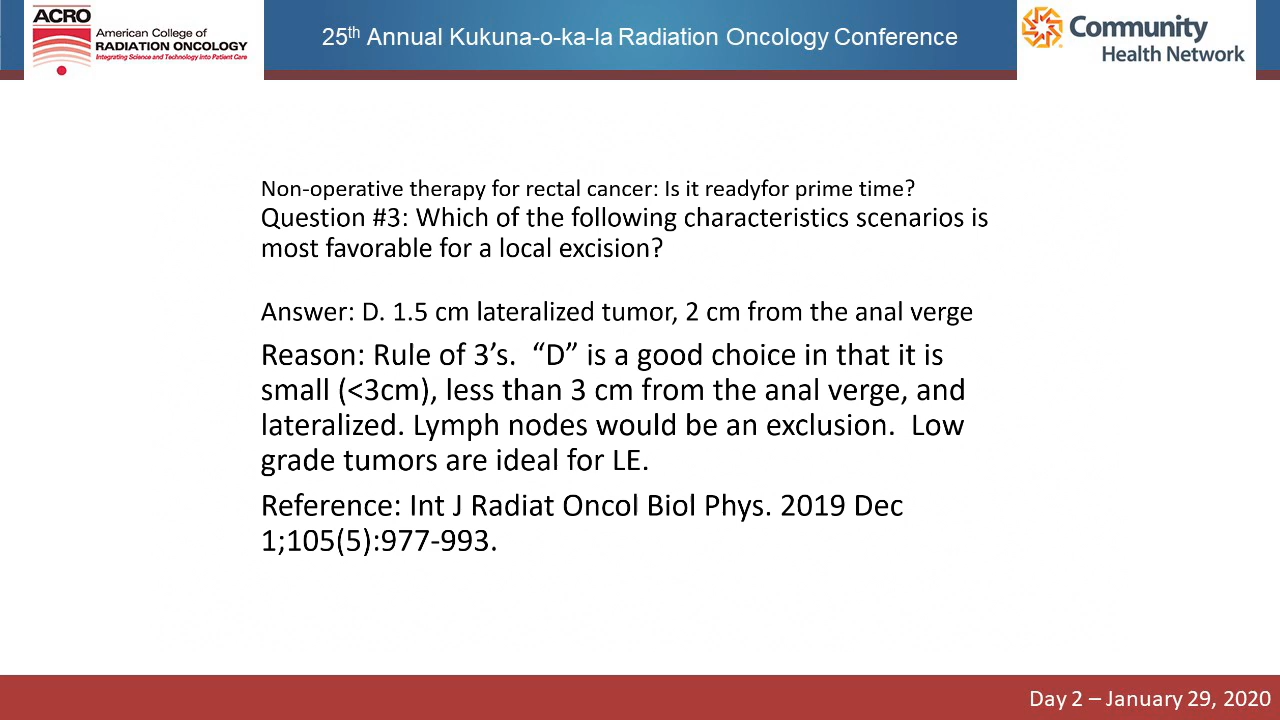 ACRO
American College of
RADIATION ONCOLOGY
Integrating Science and Technology Into Patient Care
25th Annual Kukuna-o-ka-la Radiation Oncology Conference
Community
Health Network
Non-operative therapy for rectal cancer: Is it readyfor prime time?
Question #3: Which of the following characteristics scenarios is
most favorable for a local excision?
Answer: D. 1.5 cm lateralized tumor, 2 cm from the anal verge
Reason: Rule of 3’s.  “D” is a good choice in that it is
small (<3cm), less than 3 cm from the anal verge, and
lateralized. Lymph nodes would be an exclusion.  Low
grade tumors are ideal for LE.
Reference: Int J Radiat Oncol Biol Phys. 2019 Dec
1;105(5):977-993.
Day 2 – January 29, 2020